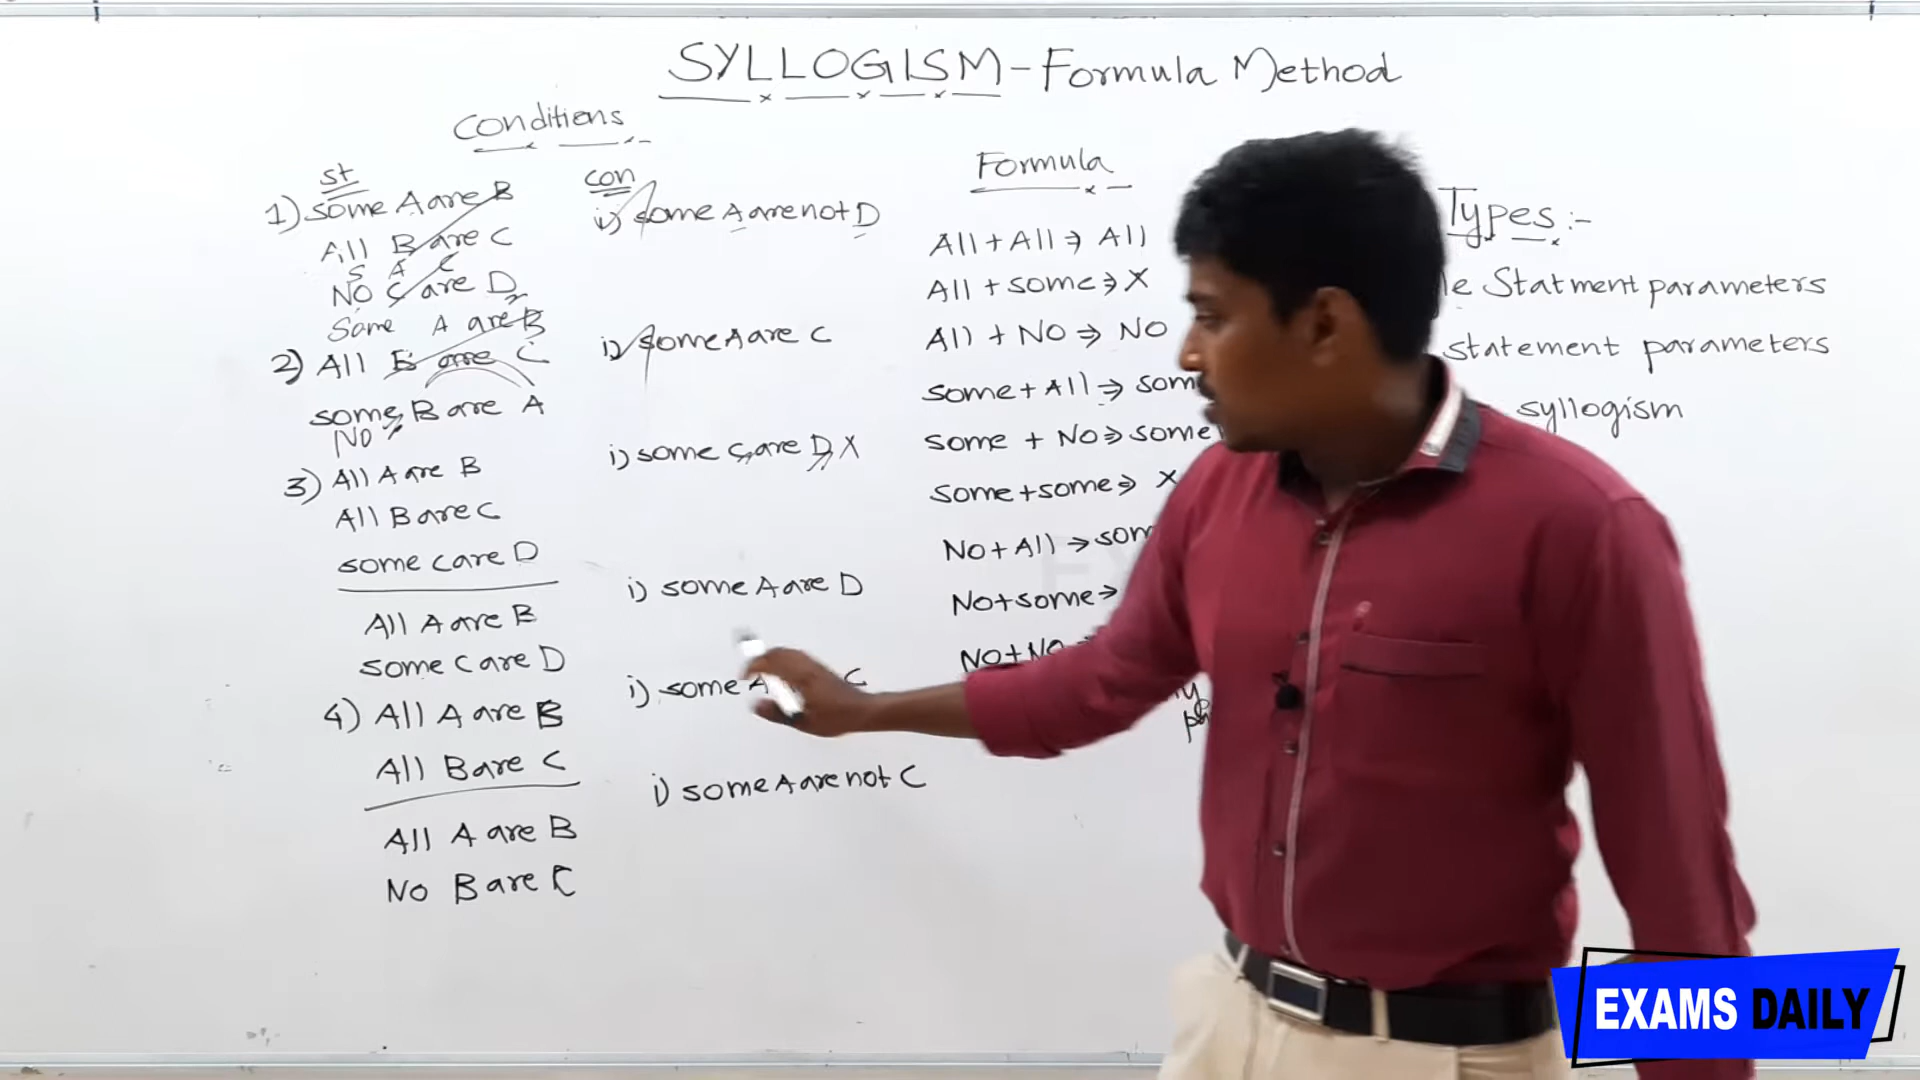 SYLLOGISM - Formula Method
Conditions
st
1) Some A are B
All B are C
S A C
No C are D
Some A are B
2) All B are C
some B are A
No
3) All A are B
All B are C
some C are D
All A are B
some C are D
4) All A are B
All B are C
All A are B
No B are C
con
i) some A are not D
i) some A are C
i) some C are D X
i) some A are D
i) some A C
i) some A are not C
Formula
All + All ⇒ All
All + some ⇒ X
All + No ⇒ No
some + All ⇒ som
some + No ⇒ some
some + some ⇒ X
No + All → som
No + some →
No + No
Types :-
le Statment parameters
statement parameters
syllogism
EXAMS DAILY